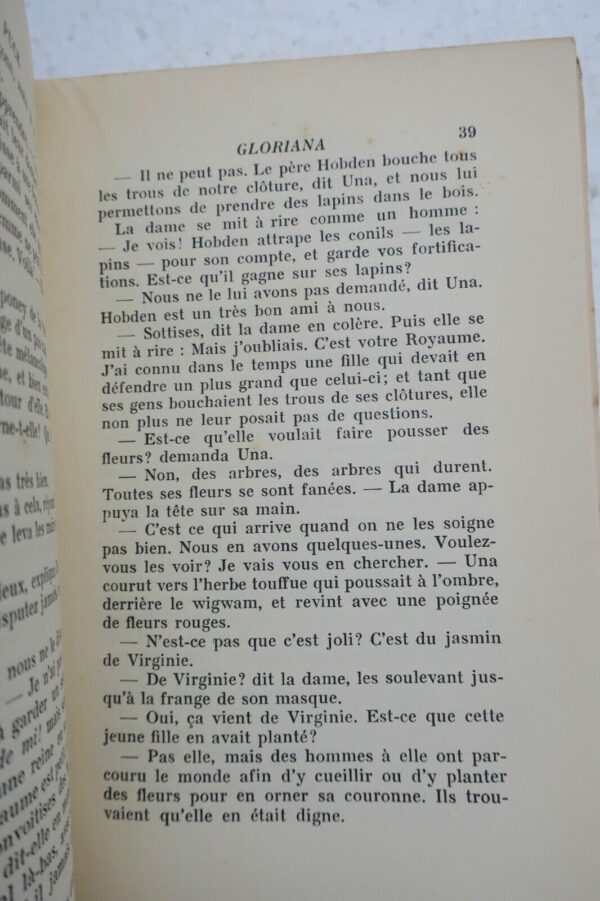 GLORIANA
39
— Il ne peut pas. Le père Hobden bouche tous
les trous de notre clôture, dit Una, et nous lui
permettons de prendre des lapins dans le bois.
La dame se mit à rire comme un homme :
— Je vois! Hobden attrape les conils — les la-
pins — pour son compte, et garde vos fortifica-
tions. Est-ce qu'il gagne sur ses lapins?
— Nous ne le lui avons pas demandé, dit Una.
Hobden est un très bon ami à nous.
— Sottises, dit la dame en colère. Puis elle se
mit à rire : Mais j'oubliais. C'est votre Royaume.
J'ai connu dans le temps une fille qui devait en
défendre un plus grand que celui-ci; et tant que
ses gens bouchaient les trous de ses clôtures, elle
non plus ne leur posait pas de questions.
— Est-ce qu'elle voulait faire pousser des
fleurs? demanda Una.
— Non, des arbres, des arbres qui durent.
Toutes ses fleurs se sont fanées. — La dame ap-
puya la tête sur sa main.
— C'est ce qui arrive quand on ne les soigne
pas bien. Nous en avons quelques-unes. Voulez-
vous les voir? Je vais vous en chercher. — Una
courut vers l'herbe touffue qui poussait à l'ombre,
derrière le wigwam, et revint avec une poignée
de fleurs rouges.
— N'est-ce pas que c'est joli? C'est du jasmin
de Virginie.
— De Virginie? dit la dame, les soulevant jus-
qu'à la frange de son masque.
— Oui, ça vient de Virginie. Est-ce que cette
jeune fille en avait planté?
— Pas elle, mais des hommes à elle ont par-
couru le monde afin d'y cueillir ou d'y planter
des fleurs pour en orner sa couronne. Ils trou-
vaient qu'elle en était digne.